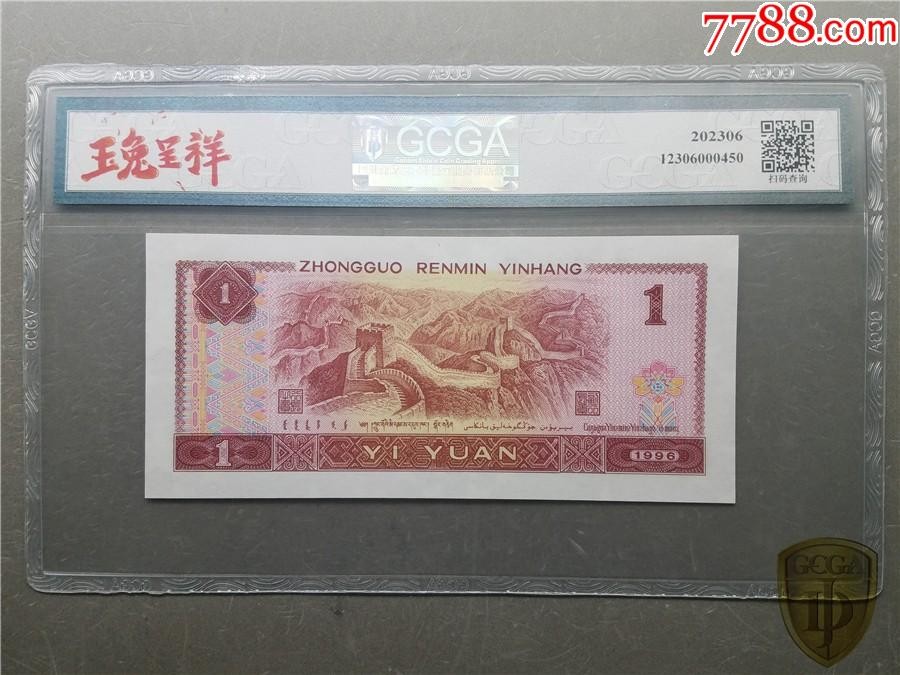 7788.com
玉兔呈祥
GCGA
202306
12306000450
扫码查询
ZHONGGUO RENMIN YINHANG
1
1
1 YI YUAN 1996
GCGA